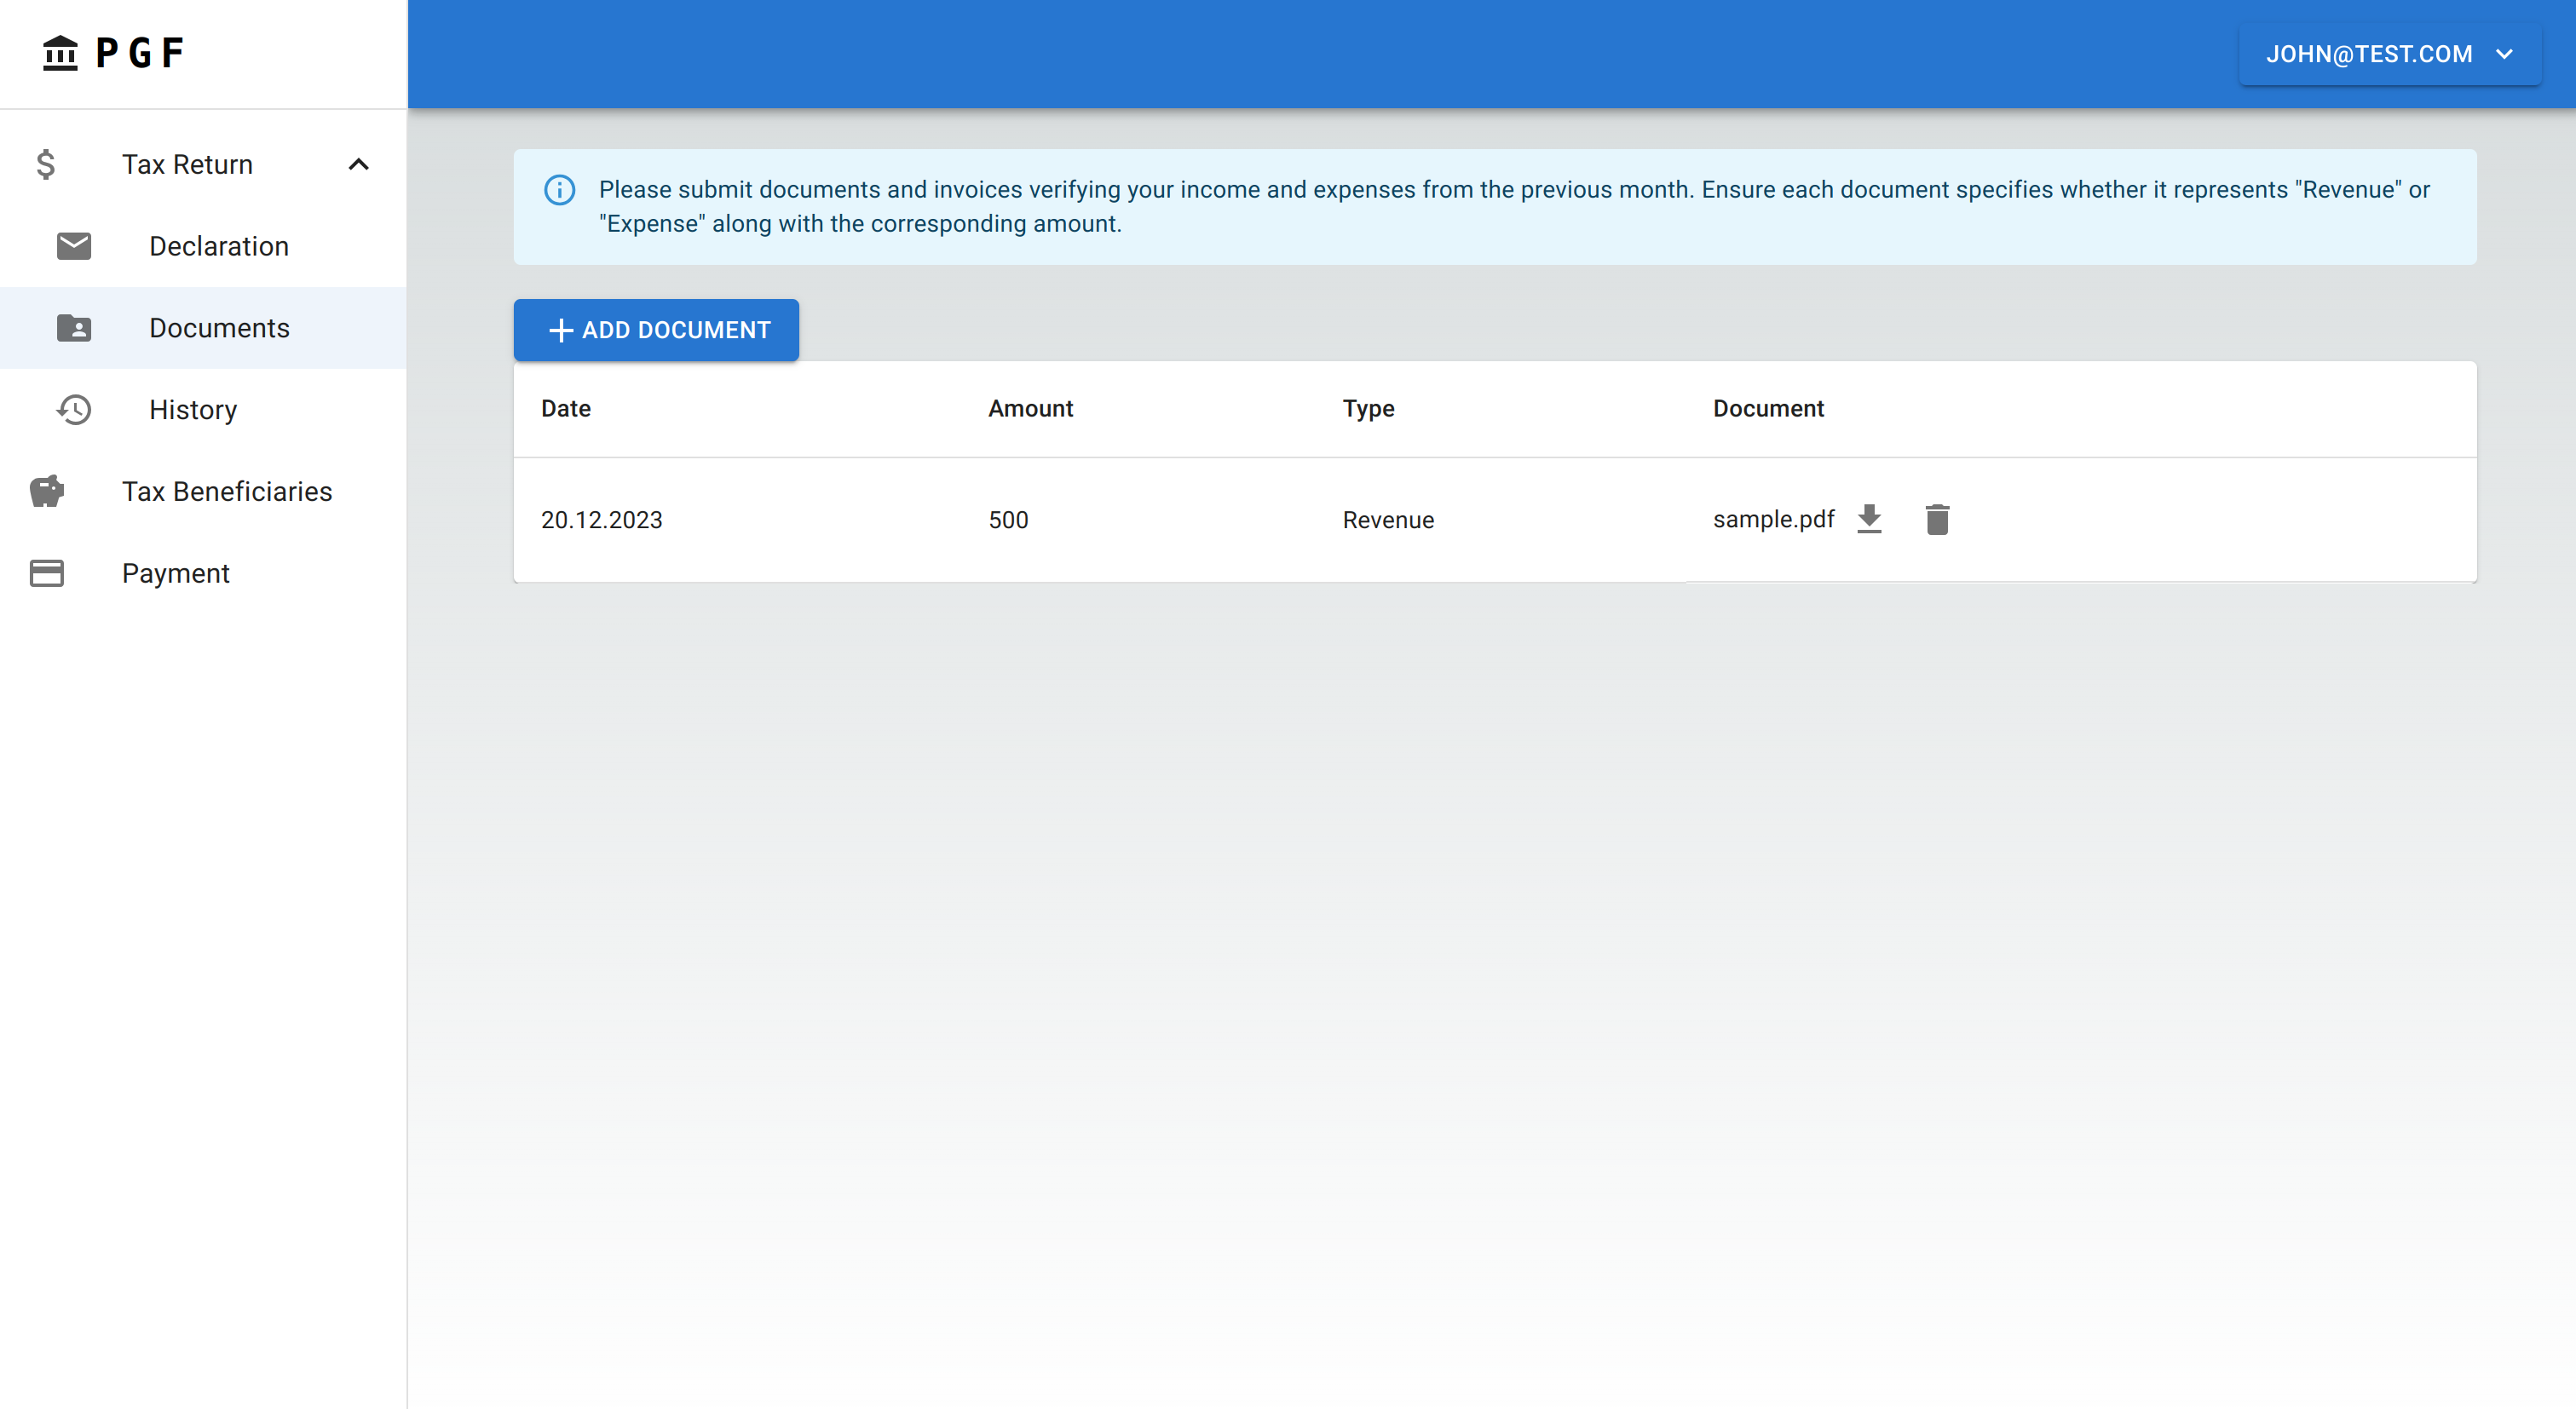 PGF
JOHN@TEST.COM
Tax Return
Declaration
Documents
History
Tax Beneficiaries
Payment
Please submit documents and invoices verifying your income and expenses from the previous month. Ensure each document specifies whether it represents "Revenue" or
"Expense" along with the corresponding amount.
ADD DOCUMENT
Date Amount Type Document
20.12.2023 500 Revenue sample.pdf